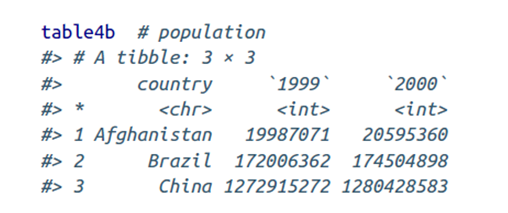 table4b  # population
#> # A tibble: 3 × 3
#>       country     `1999`     `2000`
#> *       <chr>      <int>      <int>
#> 1 Afghanistan   19987071   20595360
#> 2      Brazil  172006362  174504898
#> 3       China 1272915272 1280428583